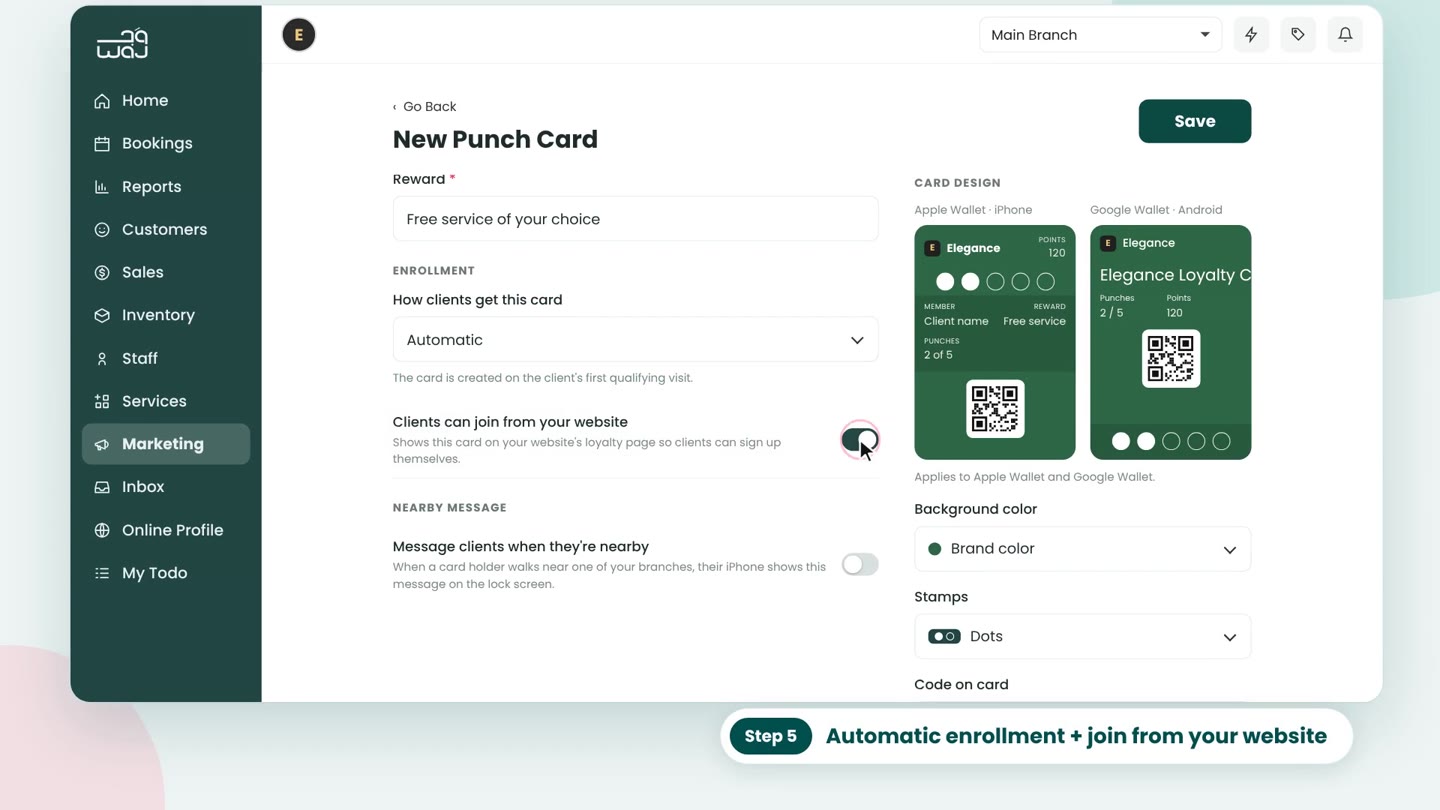 E
Main Branch
Home
Bookings
Reports
Customers
Sales
Inventory
Staff
Services
Marketing
Inbox
Online Profile
My Todo
‹ Go Back
New Punch Card
Save
Reward *
Free service of your choice
ENROLLMENT
How clients get this card
Automatic
The card is created on the client's first qualifying visit.
Clients can join from your website
Shows this card on your website's loyalty page so clients can sign up
themselves.
NEARBY MESSAGE
Message clients when they're nearby
When a card holder walks near one of your branches, their iPhone shows this
message on the lock screen.
CARD DESIGN
Apple Wallet · iPhone
E Elegance
POINTS
120
MEMBER REWARD
Client name Free service
PUNCHES
2 of 5
Google Wallet · Android
E Elegance
Elegance Loyalty C
Punches Points
2 / 5 120
Applies to Apple Wallet and Google Wallet.
Background color
Brand color
Stamps
Dots
Code on card
Step 5 Automatic enrollment + join from your website